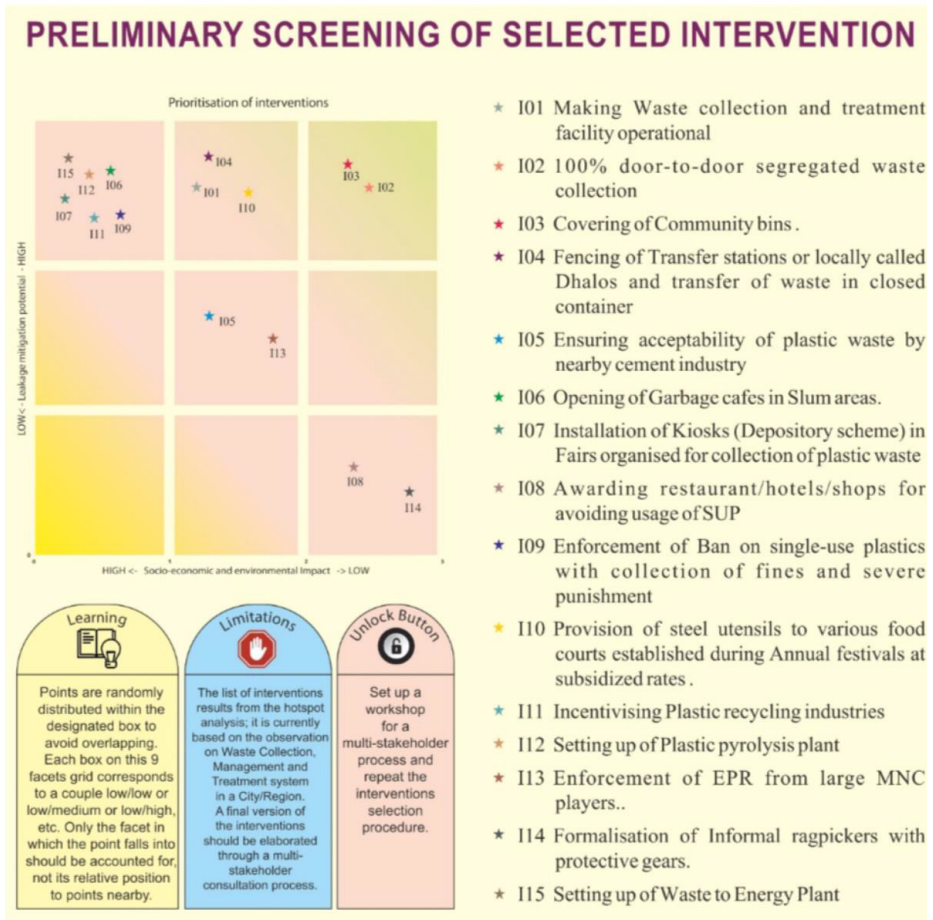 PRELIMINARY SCREENING OF SELECTED INTERVENTION
Prioritisation of interventions
I15
I12
I06
I07
I11
I09
I04
I01
I10
I03
I02
I05
I13
I08
I14
LOW<- Leakage mitigation potential - HIGH
0
0
1
2
3
HIGH <- Socio-economic and environmental Impact -> LOW
I01 Making Waste collection and treatment
facility operational
I02 100% door-to-door segregated waste
collection
I03 Covering of Community bins .
I04 Fencing of Transfer stations or locally called
Dhalos and transfer of waste in closed
container
I05 Ensuring acceptability of plastic waste by
nearby cement industry
I06 Opening of Garbage cafes in Slum areas.
I07 Installation of Kiosks (Depository scheme) in
Fairs organised for collection of plastic waste
I08 Awarding restaurant/hotels/shops for
avoiding usage of SUP
I09 Enforcement of Ban on single-use plastics
with collection of fines and severe
punishment
I10 Provision of steel utensils to various food
courts established during Annual festivals at
subsidized rates .
I11 Incentivising Plastic recycling industries
I12 Setting up of Plastic pyrolysis plant
I13 Enforcement of EPR from large MNC
players..
I14 Formalisation of Informal ragpickers with
protective gears.
I15 Setting up of Waste to Energy Plant
Learning
Points are randomly
distributed within the
designated box to
avoid overlapping.
Each box on this 9
facets grid corresponds
to a couple low/low or
low/medium or low/high,
etc. Only the facet in
which the point falls into
should be accounted for,
not its relative position
to points nearby.
Limitations
The list of interventions
results from the hotspot
analysis; it is currently
based on the observation
on Waste Collection,
Management and
Treatment system
in a City/Region.
A final version of
the interventions
should be elaborated
through a multi-
stakeholder
consultation process.
Unlock Button
Set up a
workshop
for a
multi-stakeholder
process and
repeat the
interventions
selection
procedure.